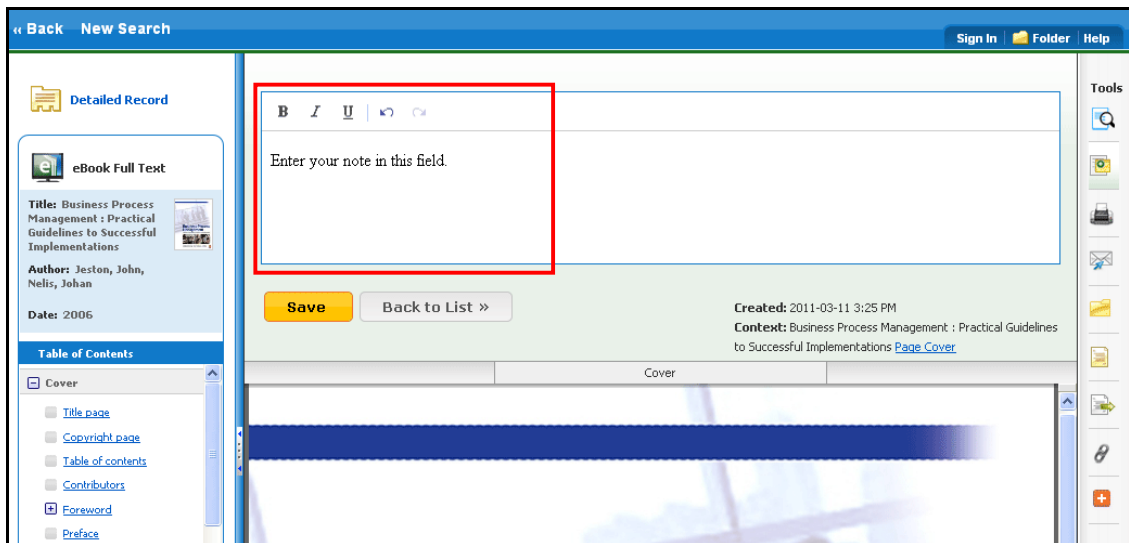 ‹‹ Back New Search
Sign In Folder Help
Detailed Record
eBook Full Text
Title: Business Process
Management : Practical
Guidelines to Successful
Implementations
Author: Jeston, John,
Nelis, Johan
Date: 2006
Table of Contents
Cover
Title page
Copyright page
Table of contents
Contributors
Foreword
Preface
B I U
Enter your note in this field.
Save Back to List »
Created: 2011-03-11 3:25 PM
Context: Business Process Management : Practical Guidelines
to Successful Implementations Page Cover
Cover
Tools